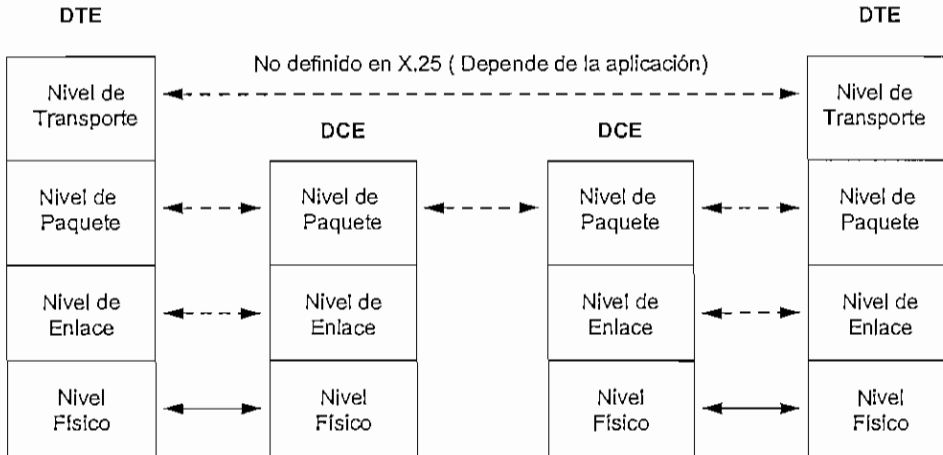 DTE
DTE
No definido en X.25 ( Depende de la aplicación)
Nivel de
Transporte
Nivel de
Transporte
DCE
DCE
Nivel de
Paquete
Nivel de
Paquete
Nivel de
Paquete
Nivel de
Paquete
Nivel de
Enlace
Nivel de
Enlace
Nivel de
Enlace
Nivel de
Enlace
Nivel
Físico
Nivel
Físico
Nivel
Físico
Nivel
Físico